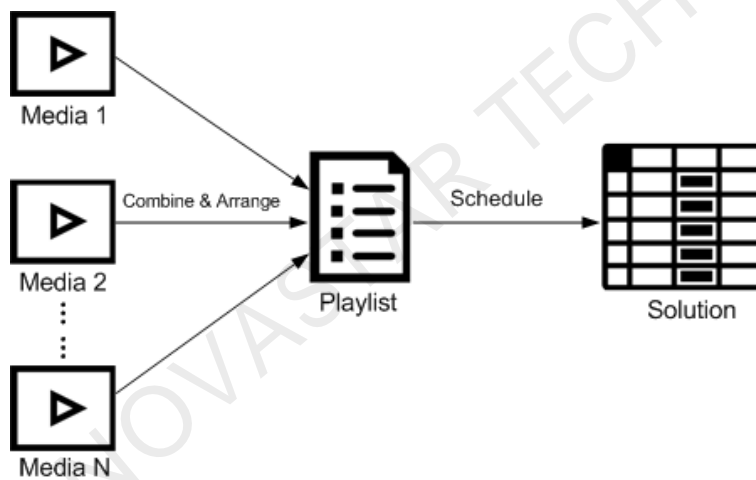 Media 1
Combine & Arrange
Schedule
Media 2
Playlist
Solution
Media N
NOVASTAR TECH